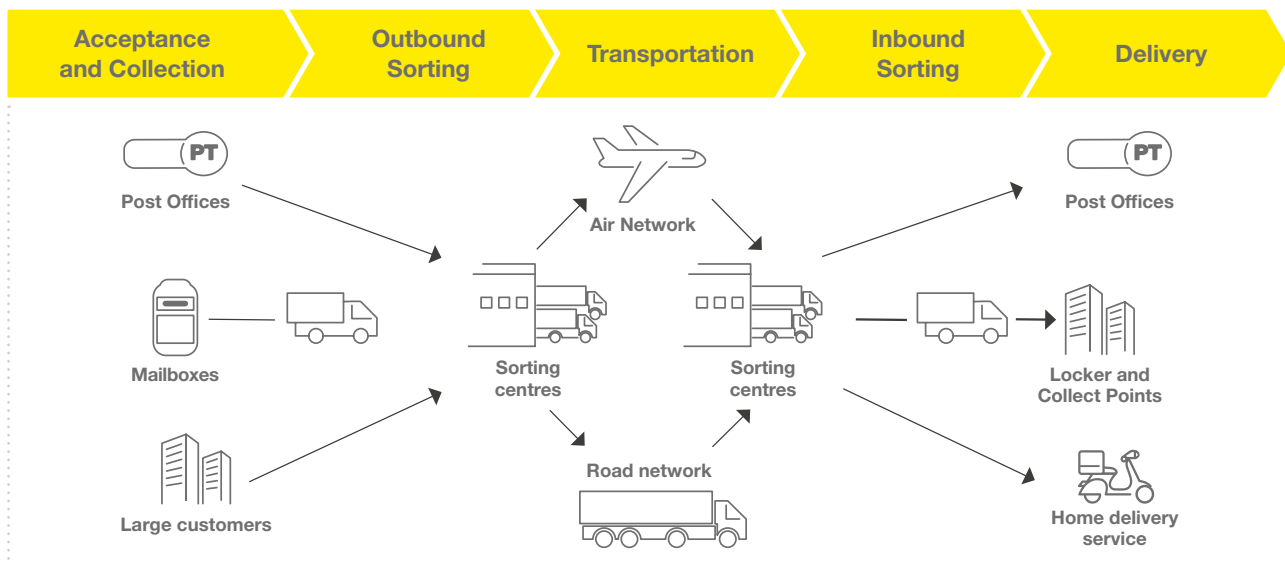 Acceptance
and Collection
Outbound
Sorting
Transportation
Inbound
Sorting
Delivery
PT
Post Offices
Air Network
PT
Post Offices
Mailboxes
Sorting
centres
Sorting
centres
Locker and
Collect Points
Large customers
Road network
Home delivery
service